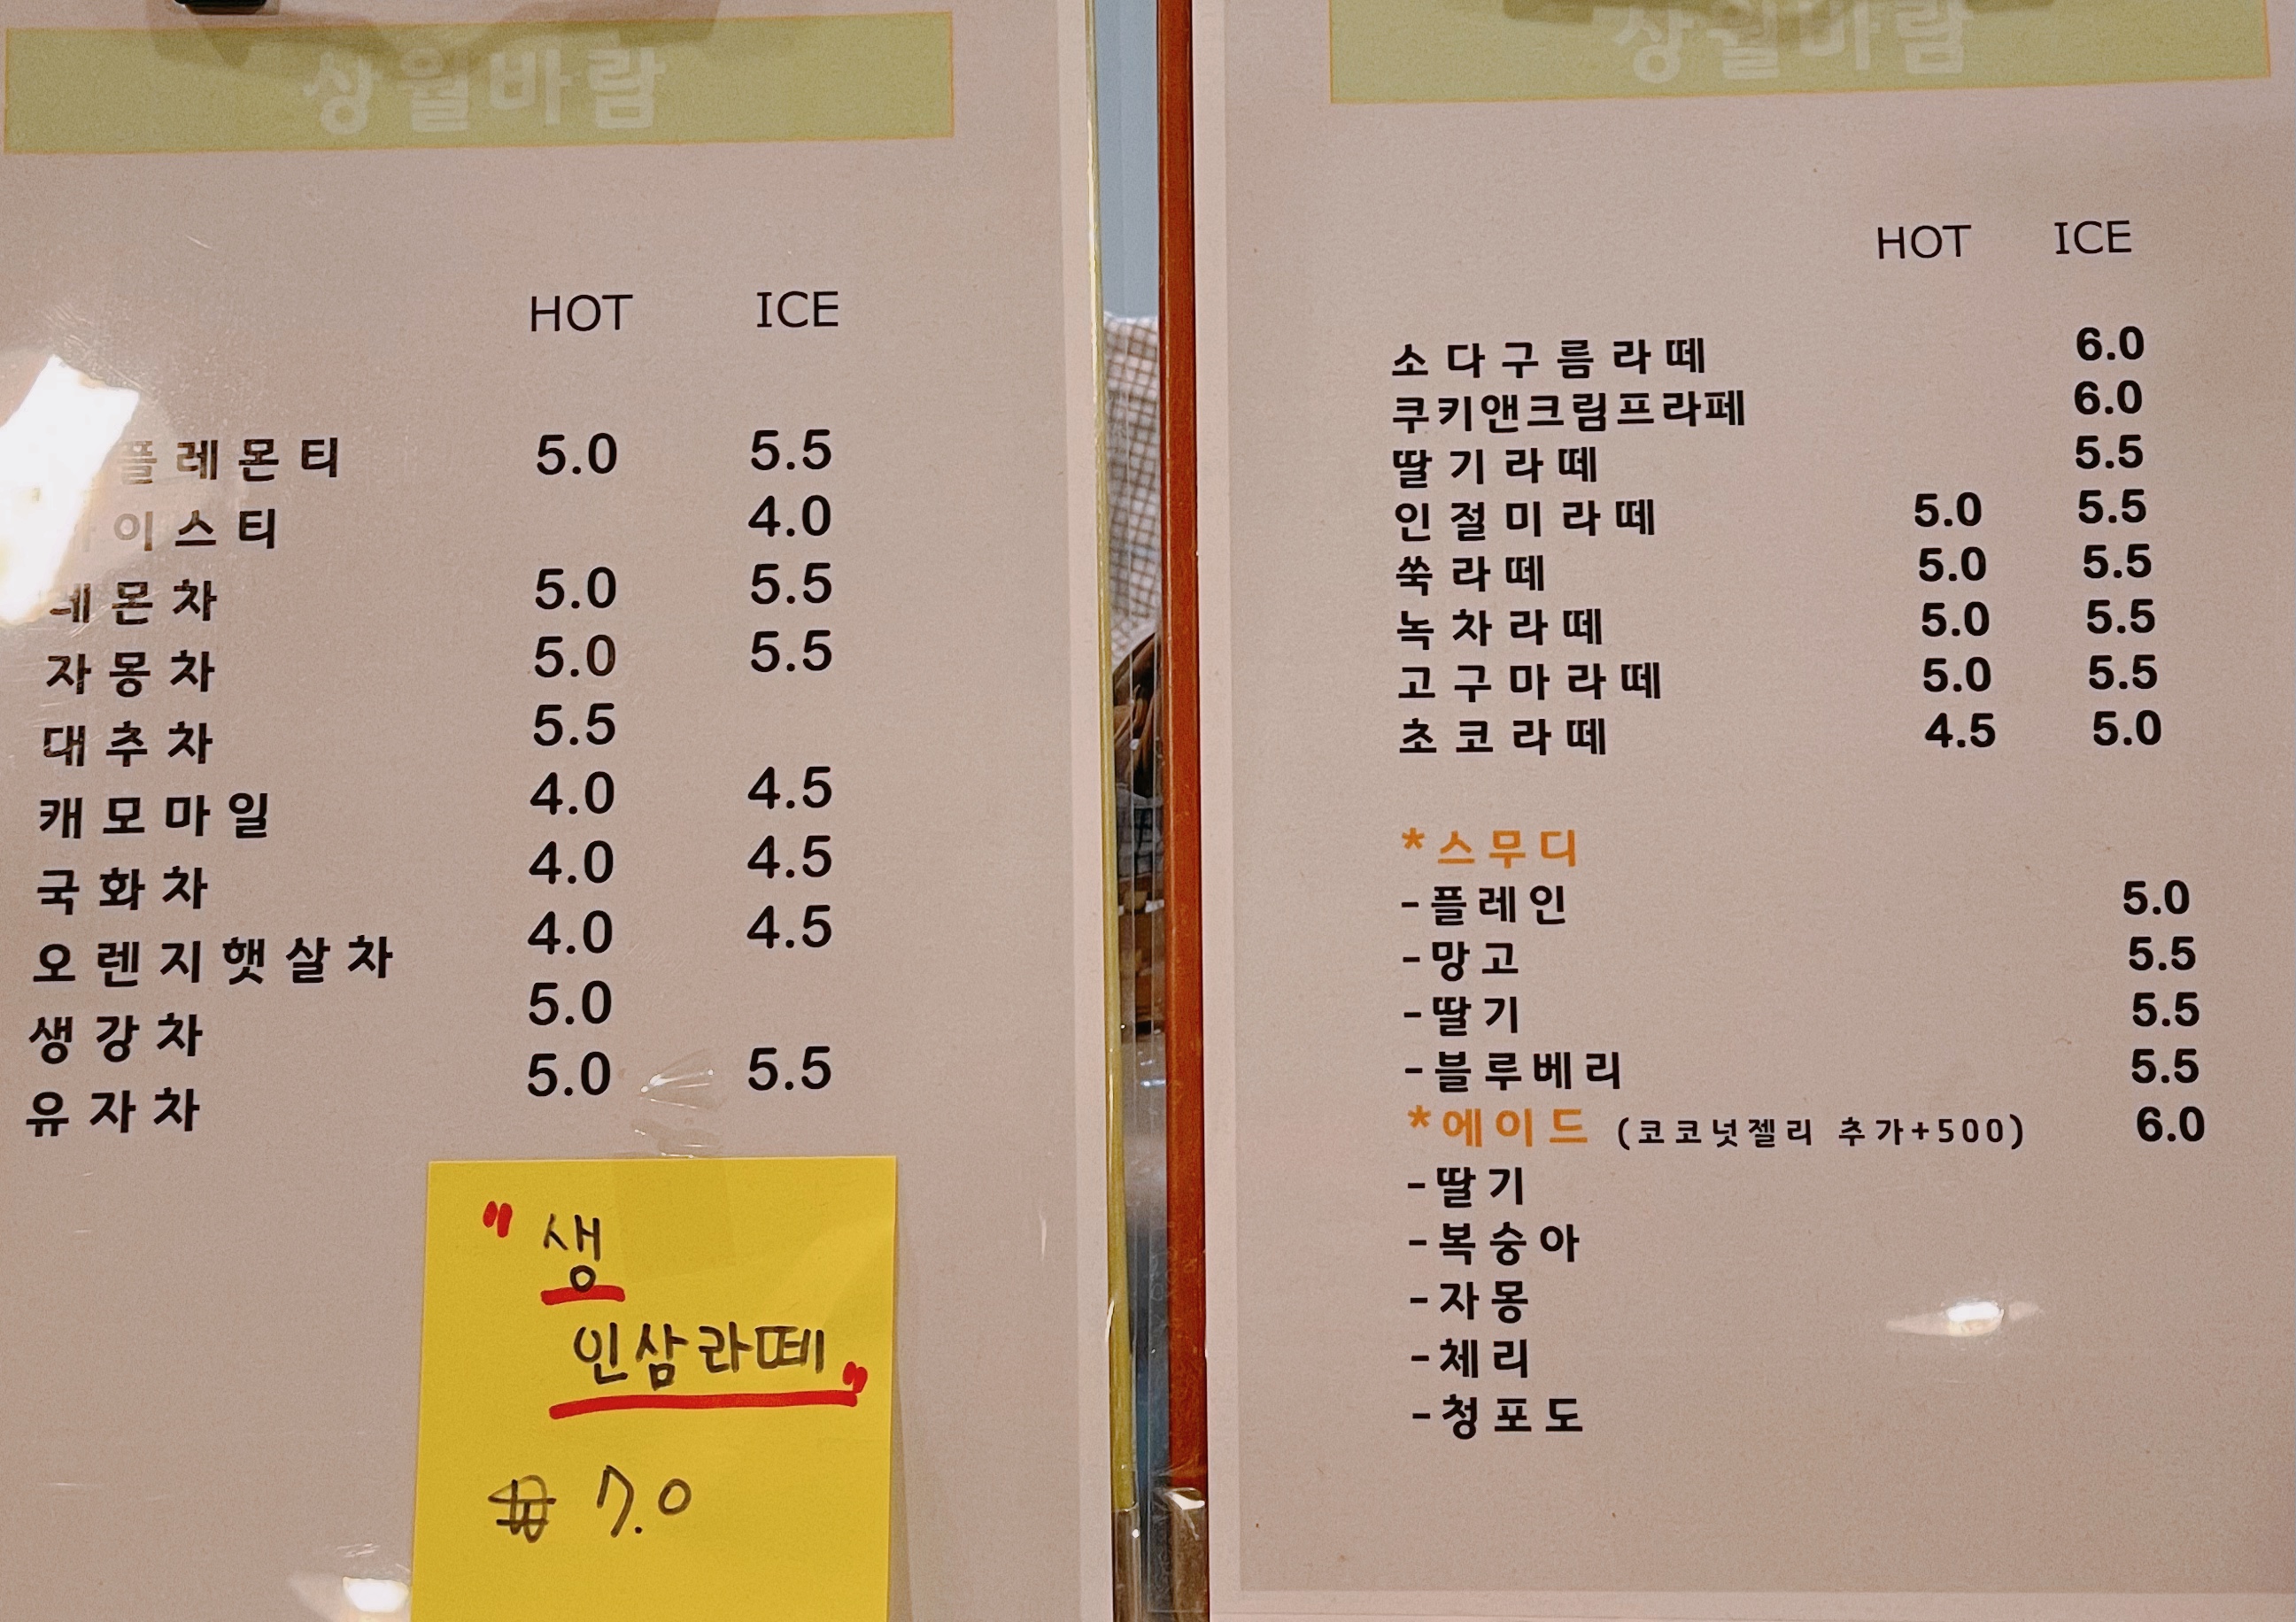 상월바람
HOT ICE
플레몬티 5.0 5.5
이스티 4.0
레몬차 5.0 5.5
자몽차 5.0 5.5
대추차 5.5
캐모마일 4.0 4.5
국화차 4.0 4.5
오렌지햇살차 4.0 4.5
생강차 5.0
유자차 5.0 5.5
"생
인삼라떼"
₩ 7.0
상월바람
HOT ICE
소다구름라떼 6.0
쿠키앤크림프라페 6.0
딸기라떼 5.5
인절미라떼 5.0 5.5
쑥라떼 5.0 5.5
녹차라떼 5.0 5.5
고구마라떼 5.0 5.5
초코라떼 4.5 5.0
*스무디
-플레인 5.0
-망고 5.5
-딸기 5.5
-블루베리 5.5
*에이드 (코코넛젤리 추가+500) 6.0
-딸기
-복숭아
-자몽
-체리
-청포도